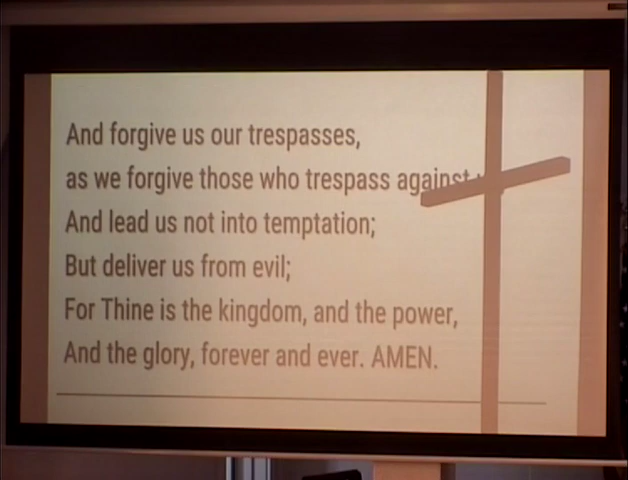 And forgive us our trespasses,
as we forgive those who trespass against
And lead us not into temptation;
But deliver us from evil;
For Thine is the kingdom, and the power,
And the glory, forever and ever. AMEN.